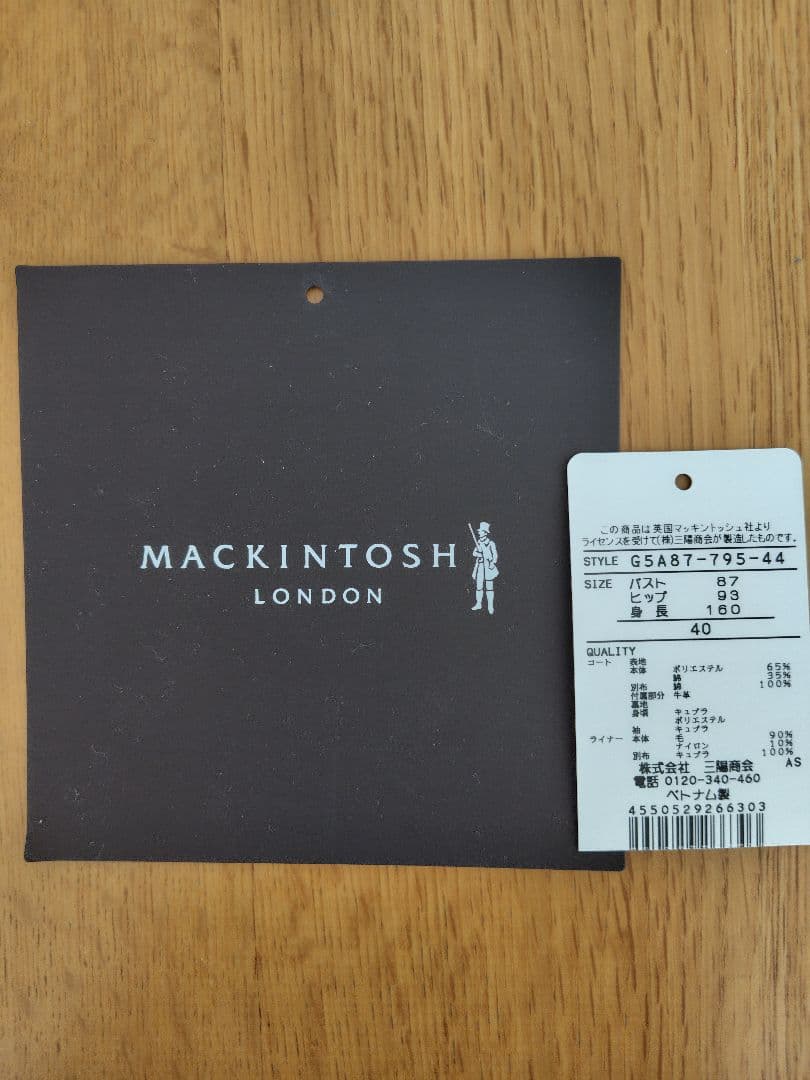 MACKINTOSH
LONDON
この商品は英国マッキントッシュ社より
ライセンスを受けて(株)三陽商会が製造したものです。
STYLE G5A87-795-44
SIZE バスト 87
ヒップ 93
身長 160
40
QUALITY
コート 表地
本体 ポリエステル 65%
綿 35%
別布 綿 100%
付属部分 牛革
裏地
身頃 キュプラ
ポリエステル
袖 キュプラ
ライナー 本体 毛 90%
ナイロン 10%
別布 キュプラ 100%
株式会社 三陽商会 AS
電話 0120-340-460
ベトナム製
4550529266303